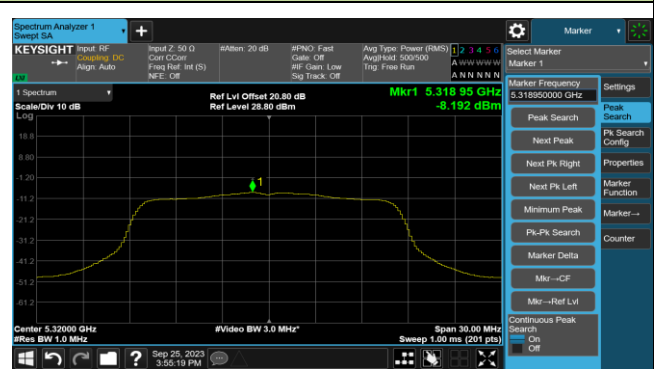 Spectrum Analyzer 1
Swept SA
Marker
KEYSIGHT
Input: RF
Coupling: DC
Align: Auto
Input Z: 50 Ω
Corr CCorr
Freq Ref: Int (S)
NFE: Off
#Atten: 20 dB
#PNO: Fast
Gate: Off
#IF Gain: Low
Sig Track: Off
Avg Type: Power (RMS)
Avg|Hold: 500/500
Trig: Free Run
1 2 3 4 5 6
A W W W W W
A N N N N N
Select Marker
Marker 1
LXI
1 Spectrum
Scale/Div 10 dB
Log
Ref Lvl Offset 20.80 dB
Ref Level 28.80 dBm
Mkr1 5.318 95 GHz
-8.192 dBm
Marker Frequency
5.318950000 GHz
Settings
Peak Search
Next Peak
Next Pk Right
Next Pk Left
Minimum Peak
Pk-Pk Search
Marker Delta
Mkr→CF
Mkr→Ref Lvl
Continuous Peak
Search
On
Off
Peak
Search
Pk Search
Config
Properties
Marker
Function
Marker→
Counter
18.8
8.80
-1.20
-11.2
-21.2
-31.2
-41.2
-51.2
-61.2
1
Center 5.32000 GHz
#Res BW 1.0 MHz
#Video BW 3.0 MHz*
Span 30.00 MHz
Sweep 1.00 ms (201 pts)
Sep 25, 2023
3:55:19 PM